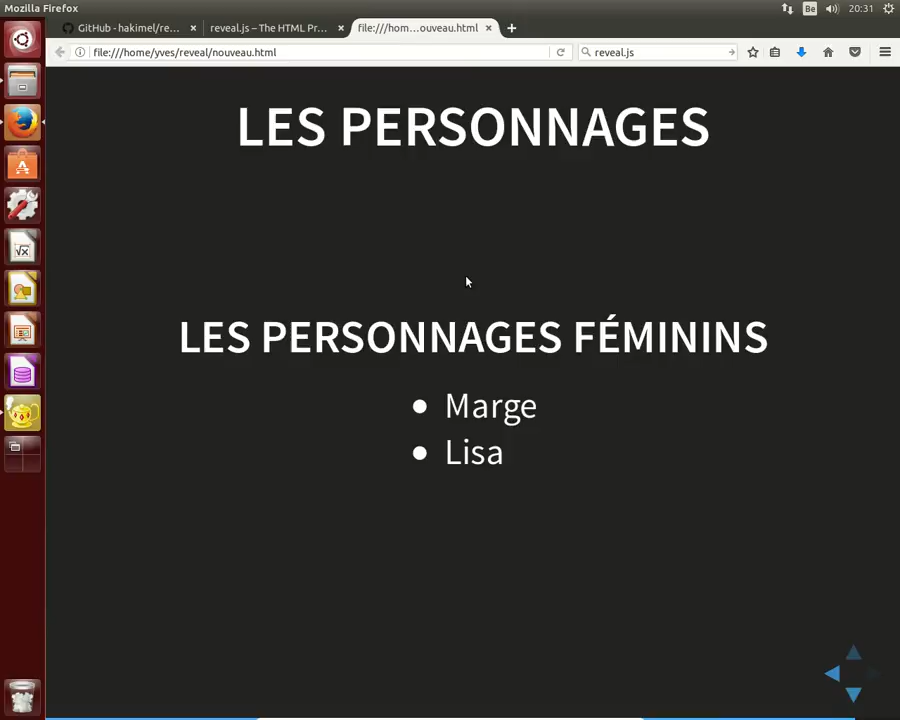 Mozilla Firefox
Be
20:31
GitHub - hakimel/re...
reveal.js – The HTML Pr...
file:///hom...ouveau.html
file:///home/yves/reveal/nouveau.html
reveal.js
LES PERSONNAGES
LES PERSONNAGES FÉMININS
Marge
Lisa